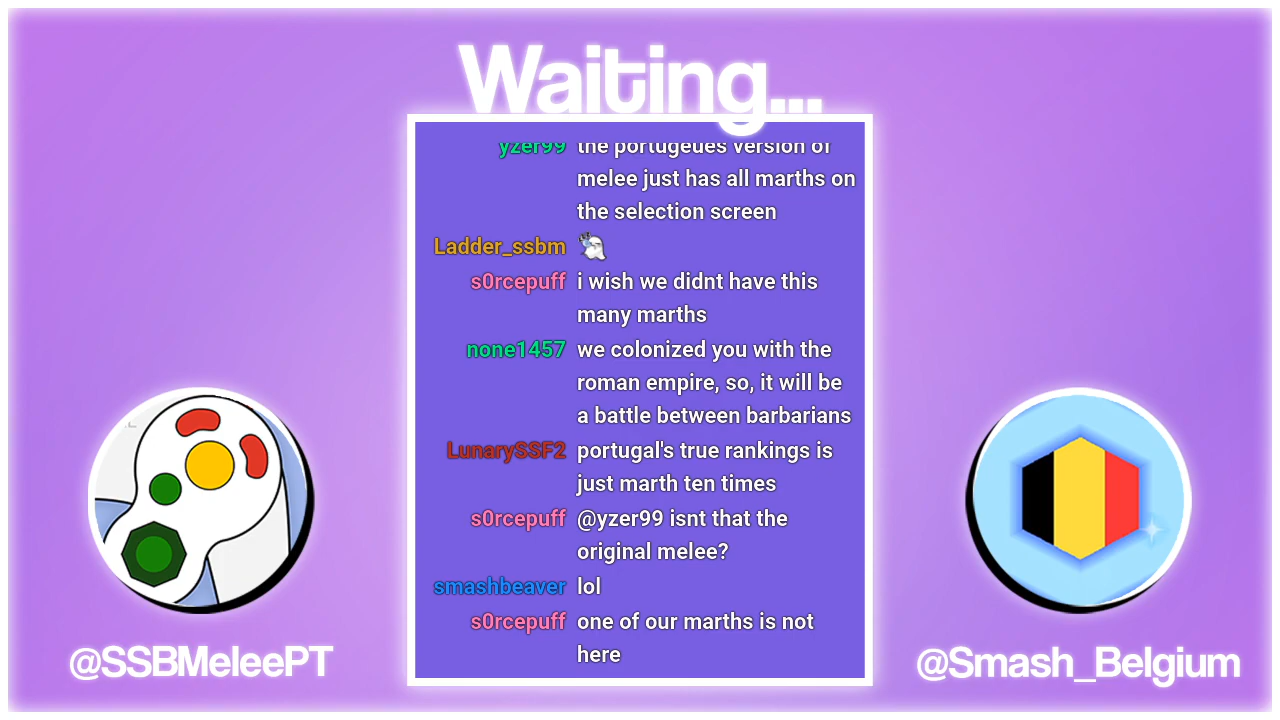 Waiting...
yzer99 the portugeues version of
melee just has all marths on
the selection screen
Ladder_ssbm
s0rcepuff i wish we didnt have this
many marths
none1457 we colonized you with the
roman empire, so, it will be
a battle between barbarians
LunarySSF2 portugal's true rankings is
just marth ten times
s0rcepuff @yzer99 isnt that the
original melee?
smashbeaver lol
s0rcepuff one of our marths is not
here
@SSBMeleePT
@Smash_Belgium